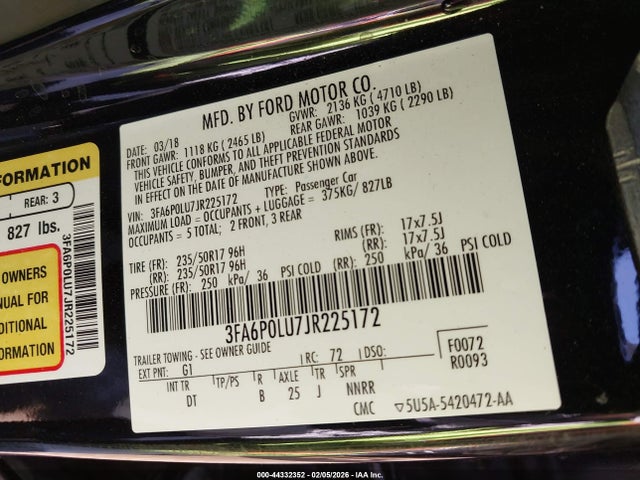 FORMATION
REAR: 3
827 lbs.
OWNERS
NUAL FOR
DITIONAL
FORMATION
3FA6P0LU7JR225172
MFD. BY FORD MOTOR CO.
DATE: 03/18 GVWR: 2136 KG ( 4710 LB)
FRONT GAWR: 1118 KG ( 2465 LB) REAR GAWR: 1039 KG ( 2290 LB)
THIS VEHICLE CONFORMS TO ALL APPLICABLE FEDERAL MOTOR
VEHICLE SAFETY, BUMPER, AND THEFT PREVENTION STANDARDS
IN EFFECT ON THE DATE OF MANUFACTURE SHOWN ABOVE.
VIN: 3FA6P0LU7JR225172 TYPE: Passenger Car
MAXIMUM LOAD = OCCUPANTS + LUGGAGE = 375KG/ 827LB
OCCUPANTS = 5 TOTAL; 2 FRONT, 3 REAR
TIRE (FR): 235/50R17 96H RIMS (FR): 17x7.5J
(RR): 235/50R17 96H (RR): 17x7.5J
PRESSURE (FR): 250 kPa/ 36 PSI COLD (RR): 250 kPa/ 36 PSI COLD
3FA6P0LU7JR225172
TRAILER TOWING - SEE OWNER GUIDE
EXT PNT: G1 RC: 72 DSO: F0072
R0093
INT TR TP/PS R AXLE TR SPR
DT B 25 J NNRR
CMC 5U5A-5420472-AA
000-44332352 - 02/05/2026 - IAA Inc.